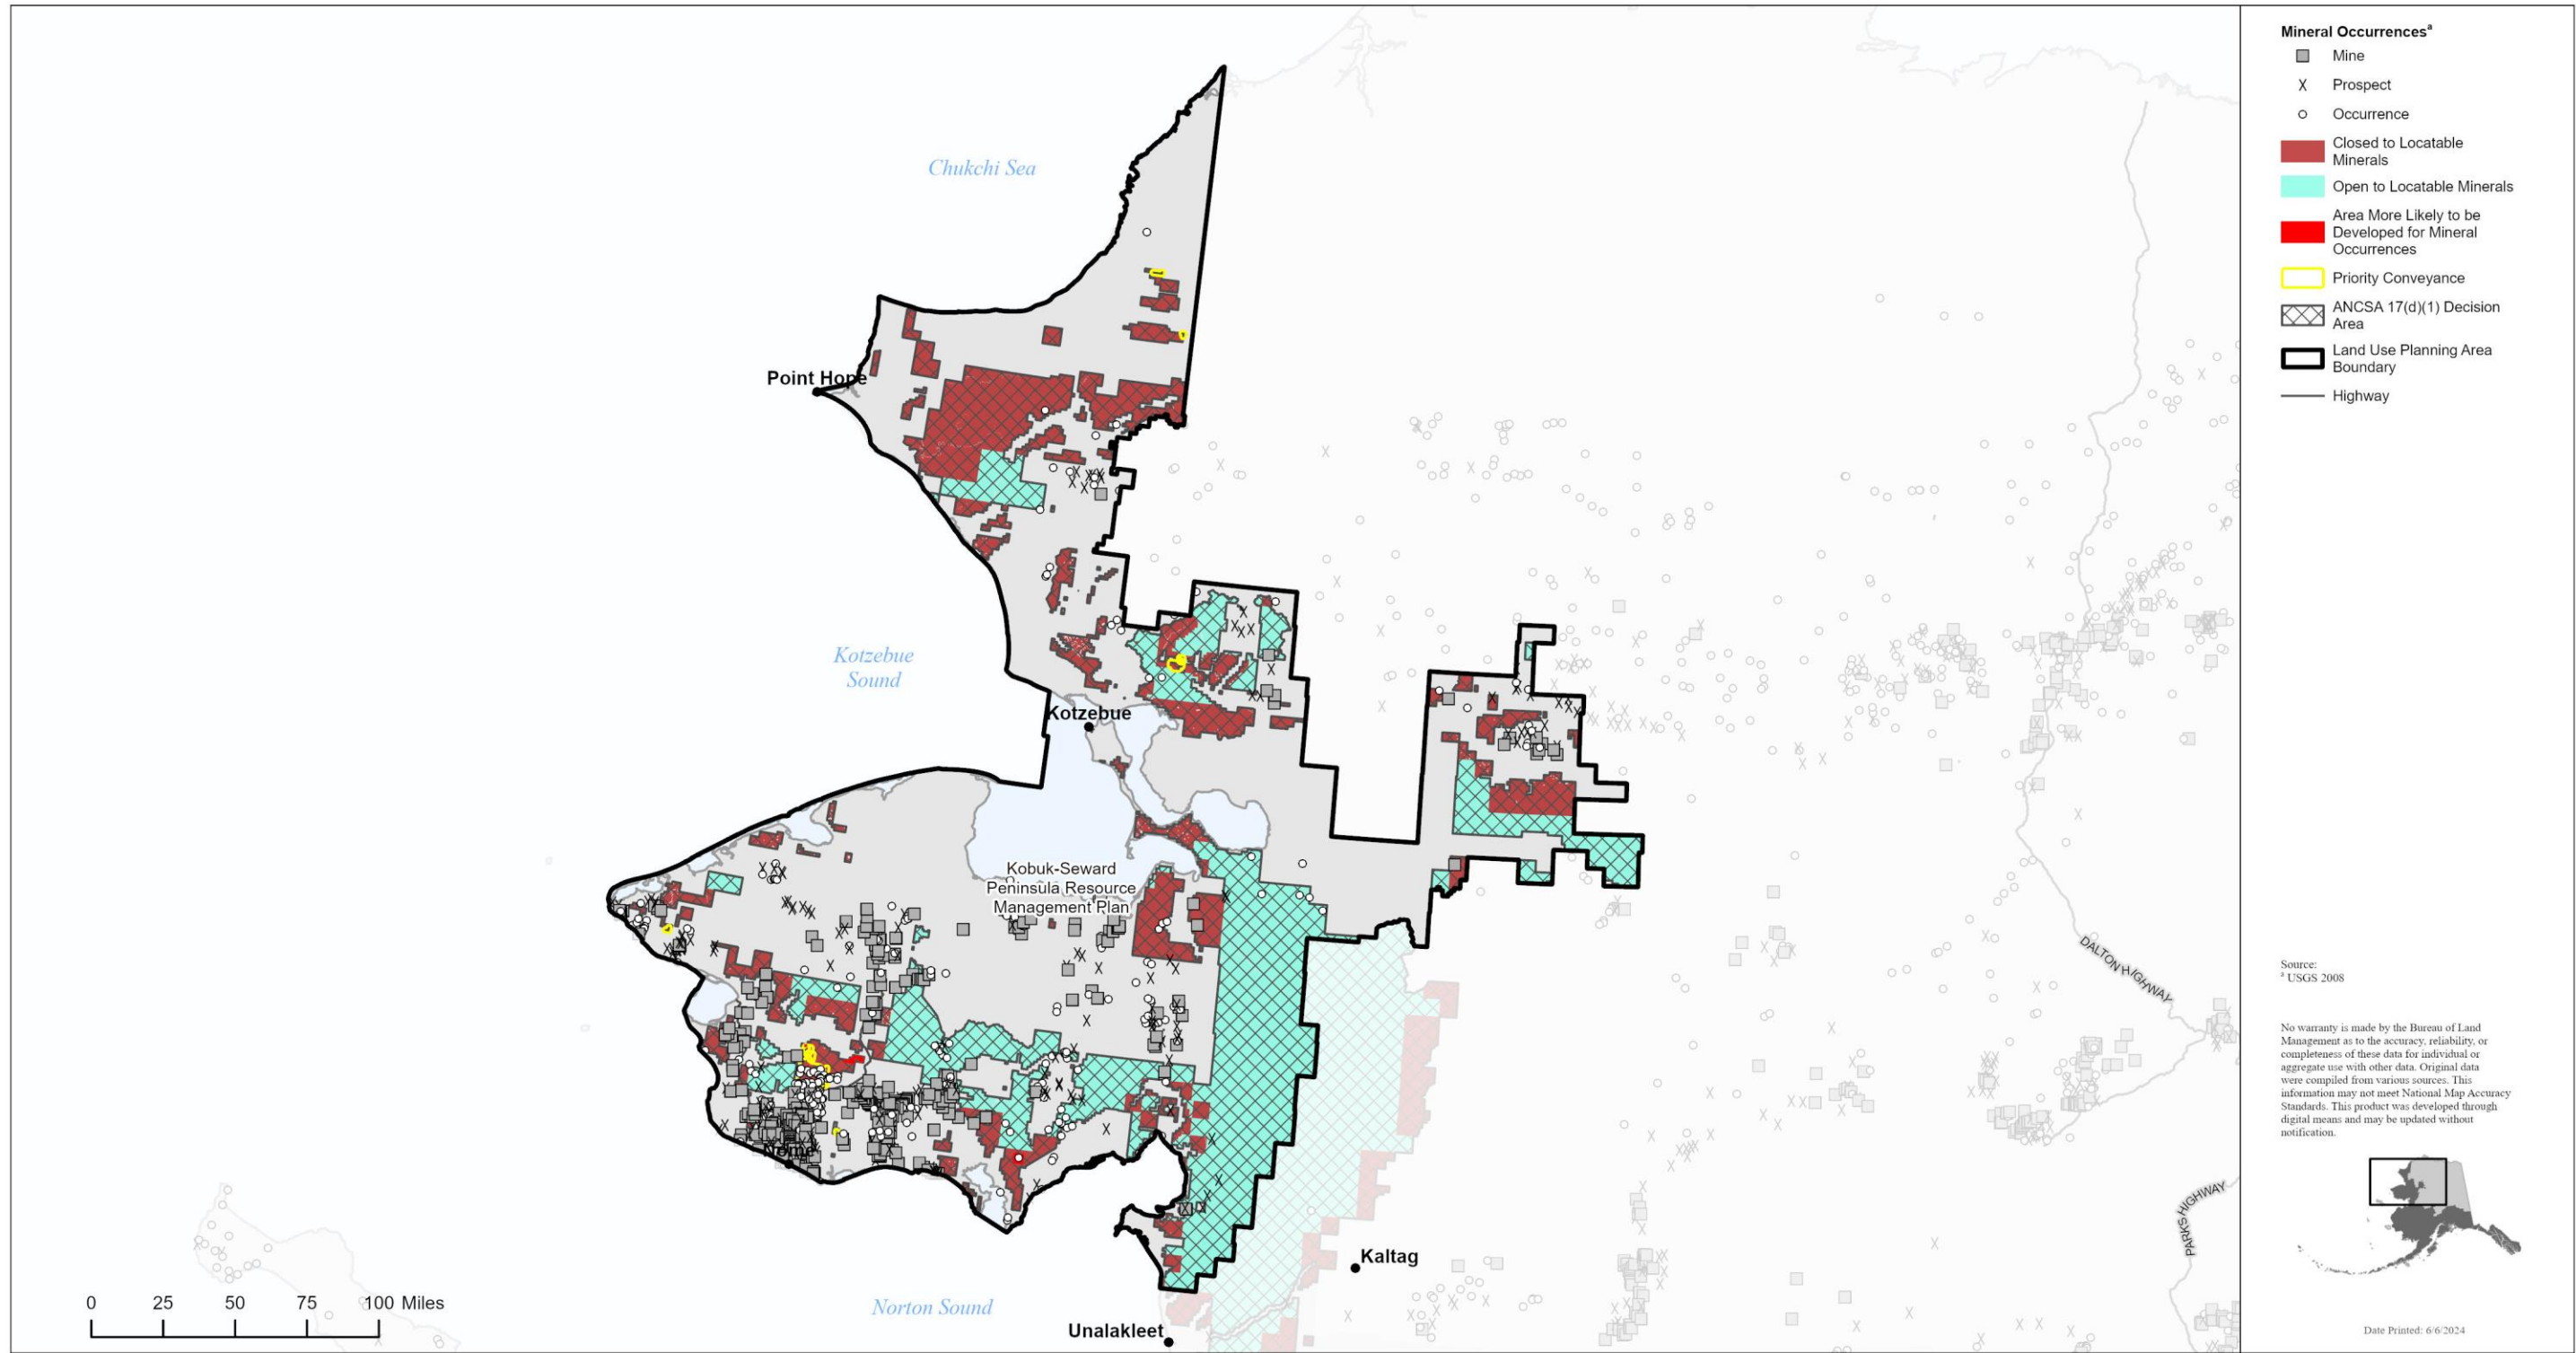 Chukchi Sea
Point Hope
Kotzebue
Sound
Kotzebue
Kobuk-Seward
Peninsula Resource
Management Plan
Nome
Norton Sound
Kaltag
Unalakleet
DALTON HIGHWAY
PARKS HIGHWAY
0 25 50 75 100 Miles
Mineral Occurrencesª
Mine
Prospect
Occurrence
Closed to Locatable
Minerals
Open to Locatable Minerals
Area More Likely to be
Developed for Mineral
Occurrences
Priority Conveyance
ANCSA 17(d)(1) Decision
Area
Land Use Planning Area
Boundary
Highway
Source:
ª USGS 2008
No warranty is made by the Bureau of Land
Management as to the accuracy, reliability, or
completeness of these data for individual or
aggregate use with other data. Original data
were compiled from various sources. This
information may not meet National Map Accuracy
Standards. This product was developed through
digital means and may be updated without
notification.
Date Printed: 6/6/2024